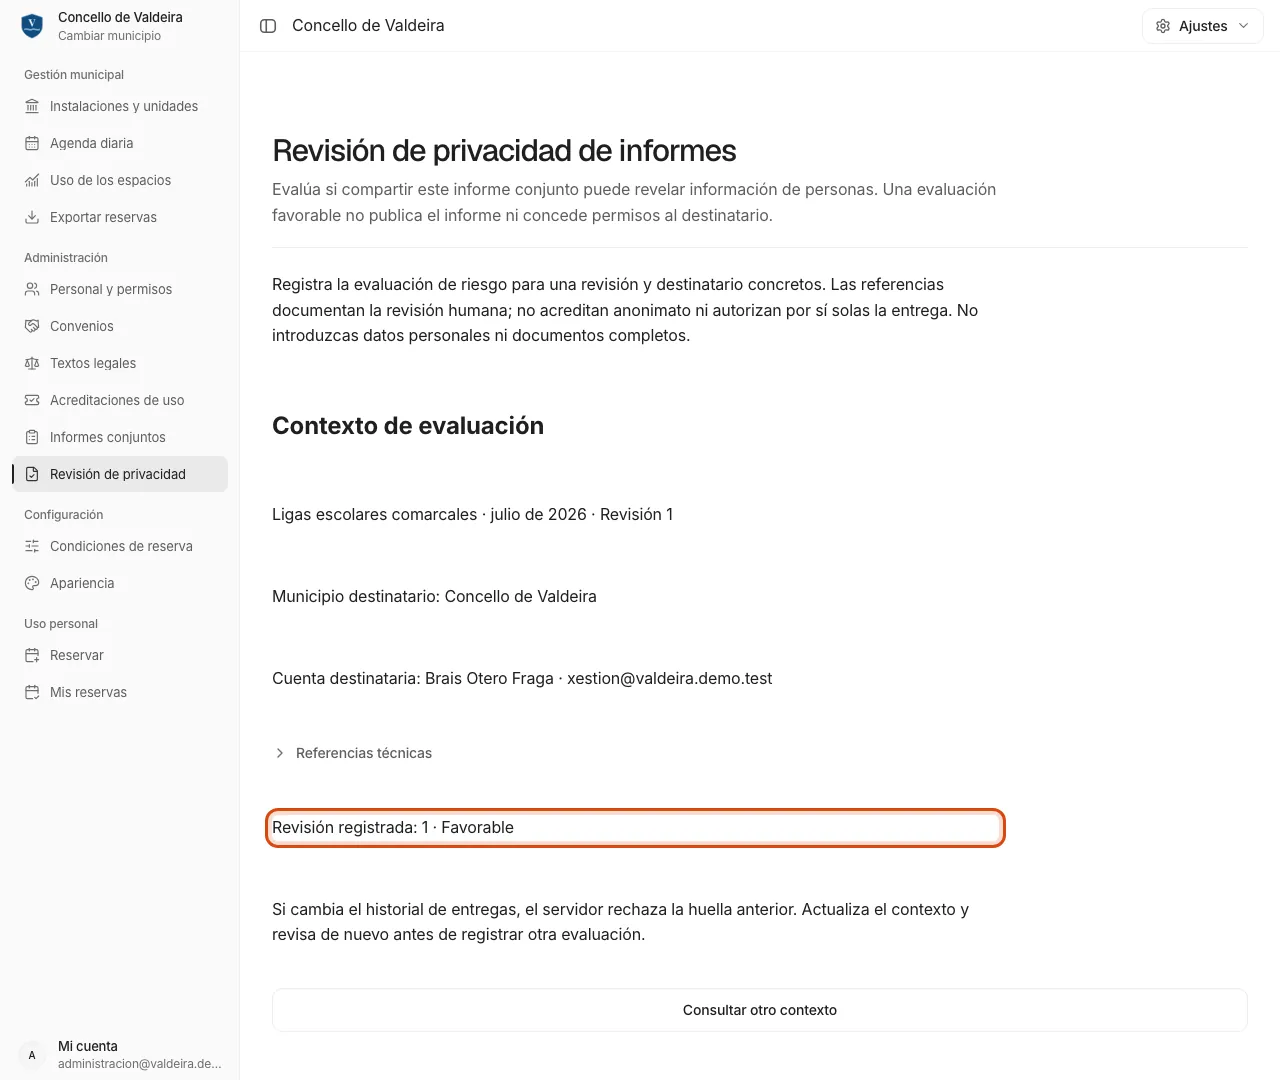 Concello de Valdeira
Cambiar municipio
Gestión municipal
Instalaciones y unidades
Agenda diaria
Uso de los espacios
Exportar reservas
Administración
Personal y permisos
Convenios
Textos legales
Acreditaciones de uso
Informes conjuntos
Revisión de privacidad
Configuración
Condiciones de reserva
Apariencia
Uso personal
Reservar
Mis reservas
A
Mi cuenta
administracion@valdeira.de...
Concello de Valdeira
Ajustes
Revisión de privacidad de informes
Evalúa si compartir este informe conjunto puede revelar información de personas. Una evaluación
favorable no publica el informe ni concede permisos al destinatario.
Registra la evaluación de riesgo para una revisión y destinatario concretos. Las referencias
documentan la revisión humana; no acreditan anonimato ni autorizan por sí solas la entrega. No
introduzcas datos personales ni documentos completos.
Contexto de evaluación
Ligas escolares comarcales · julio de 2026 · Revisión 1
Municipio destinatario: Concello de Valdeira
Cuenta destinataria: Brais Otero Fraga · xestion@valdeira.demo.test
Referencias técnicas
Revisión registrada: 1 · Favorable
Si cambia el historial de entregas, el servidor rechaza la huella anterior. Actualiza el contexto y
revisa de nuevo antes de registrar otra evaluación.
Consultar otro contexto